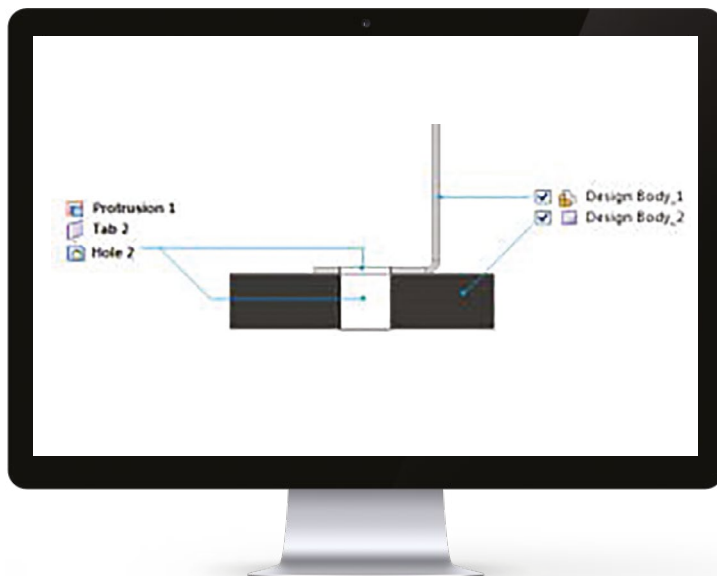 Protrusion 1
Tab 2
Hole 2
Design Body_1
Design Body_2